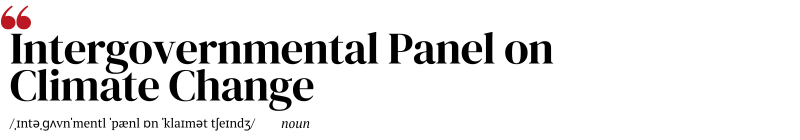 “
Intergovernmental Panel on
Climate Change
/ˌɪntəˌɡʌvnˈmentl ˈpænl ɒn ˈklaɪmət tʃeɪndʒ/ noun